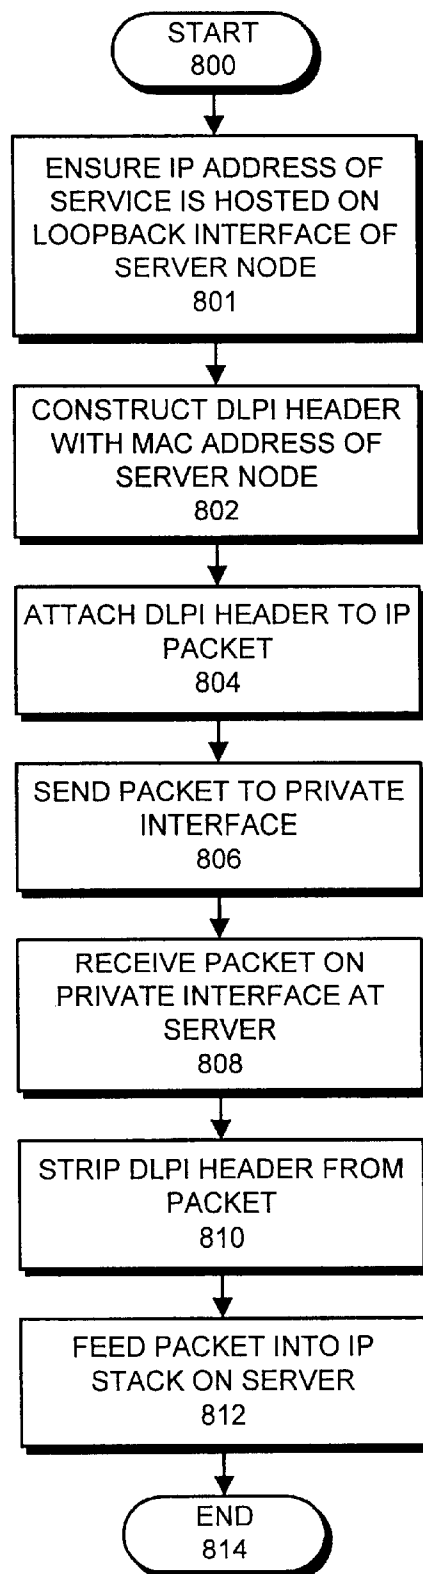 START
800
ENSURE IP ADDRESS OF
SERVICE IS HOSTED ON
LOOPBACK INTERFACE OF
SERVER NODE
801
CONSTRUCT DLPI HEADER
WITH MAC ADDRESS OF
SERVER NODE
802
ATTACH DLPI HEADER TO IP
PACKET
804
SEND PACKET TO PRIVATE
INTERFACE
806
RECEIVE PACKET ON
PRIVATE INTERFACE AT
SERVER
808
STRIP DLPI HEADER FROM
PACKET
810
FEED PACKET INTO IP
STACK ON SERVER
812
END
814